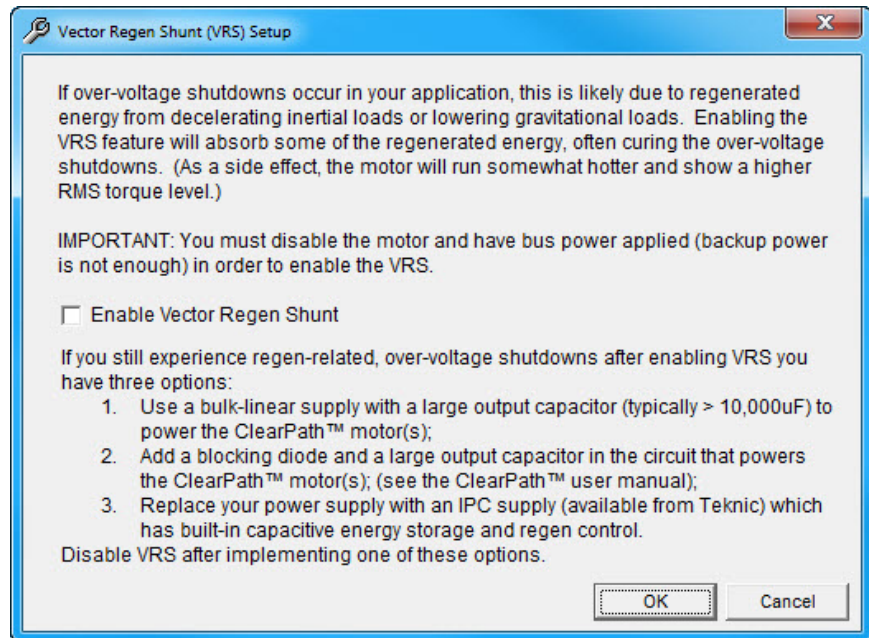 Vector Regen Shunt (VRS) Setup
If over-voltage shutdowns occur in your application, this is likely due to regenerated
energy from decelerating inertial loads or lowering gravitational loads.  Enabling the
VRS feature will absorb some of the regenerated energy, often curing the over-voltage
shutdowns.  (As a side effect, the motor will run somewhat hotter and show a higher
RMS torque level.)
IMPORTANT: You must disable the motor and have bus power applied (backup power
is not enough) in order to enable the VRS.
Enable Vector Regen Shunt
If you still experience regen-related, over-voltage shutdowns after enabling VRS you
have three options:
1. Use a bulk-linear supply with a large output capacitor (typically > 10,000uF) to
power the ClearPath™ motor(s);
2. Add a blocking diode and a large output capacitor in the circuit that powers
the ClearPath™ motor(s); (see the ClearPath™ user manual);
3. Replace your power supply with an IPC supply (available from Teknic) which
has built-in capacitive energy storage and regen control.
Disable VRS after implementing one of these options.
OK
Cancel